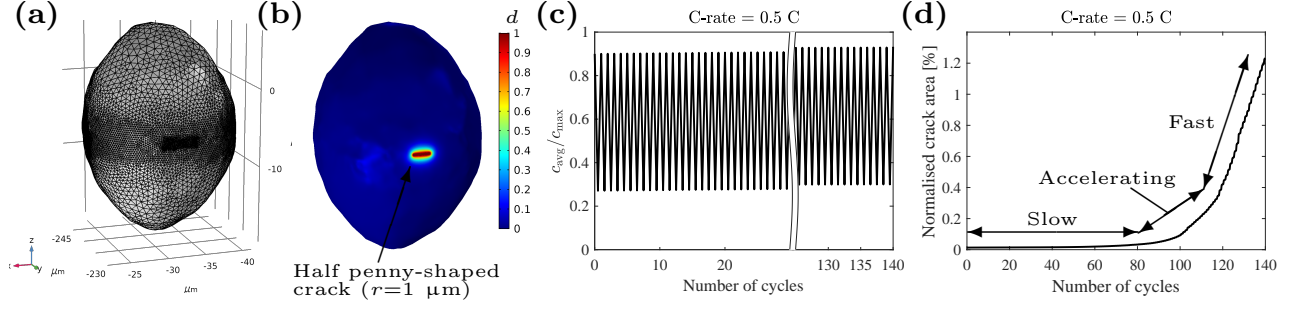 (a)
0
-10
-245
-230
-25
-30
-35
-40
μm
μm
z
x
y
(b)
d
1
0.9
0.8
0.7
0.6
0.5
0.4
0.3
0.2
0.1
0
Half penny-shaped
crack (r=1 μm)
(c)
C-rate = 0.5 C
1
0.8
0.6
0.4
0.2
0
c_avg/c_max
0 10 20 130 135 140
Number of cycles
(d)
C-rate = 0.5 C
Normalised crack area [%]
1.2
1
0.8
0.6
0.4
0.2
0
Fast
Accelerating
Slow
0 20 40 60 80 100 120 140
Number of cycles